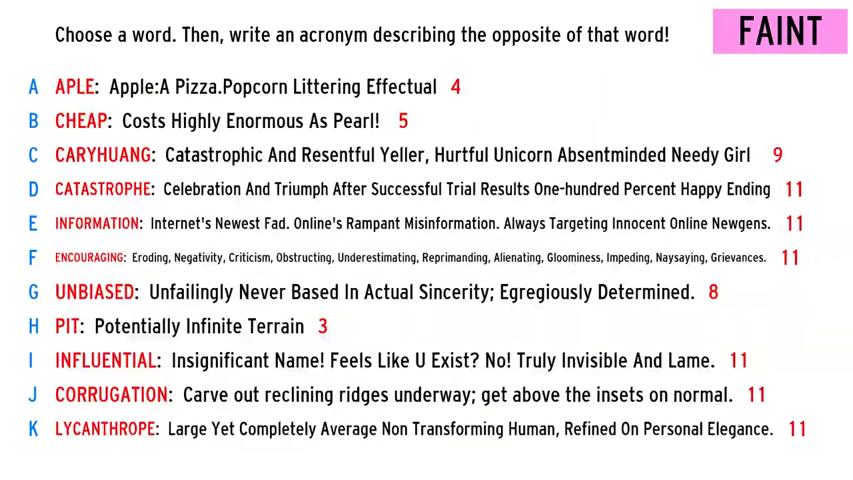 Choose a word. Then, write an acronym describing the opposite of that word!
FAINT
A APLE: Apple:A Pizza.Popcorn Littering Effectual 4
B CHEAP: Costs Highly Enormous As Pearl! 5
C CARYHUANG: Catastrophic And Resentful Yeller, Hurtful Unicorn Absentminded Needy Girl 9
D CATASTROPHE: Celebration And Triumph After Successful Trial Results One-hundred Percent Happy Ending 11
E INFORMATION: Internet's Newest Fad. Online's Rampant Misinformation. Always Targeting Innocent Online Newgens. 11
F ENCOURAGING: Eroding, Negativity, Criticism, Obstructing, Underestimating, Reprimanding, Alienating, Gloominess, Impeding, Naysaying, Grievances. 11
G UNBIASED: Unfailingly Never Based In Actual Sincerity; Egregiously Determined. 8
H PIT: Potentially Infinite Terrain 3
I INFLUENTIAL: Insignificant Name! Feels Like U Exist? No! Truly Invisible And Lame. 11
J CORRUGATION: Carve out reclining ridges underway; get above the insets on normal. 11
K LYCANTHROPE: Large Yet Completely Average Non Transforming Human, Refined On Personal Elegance. 11